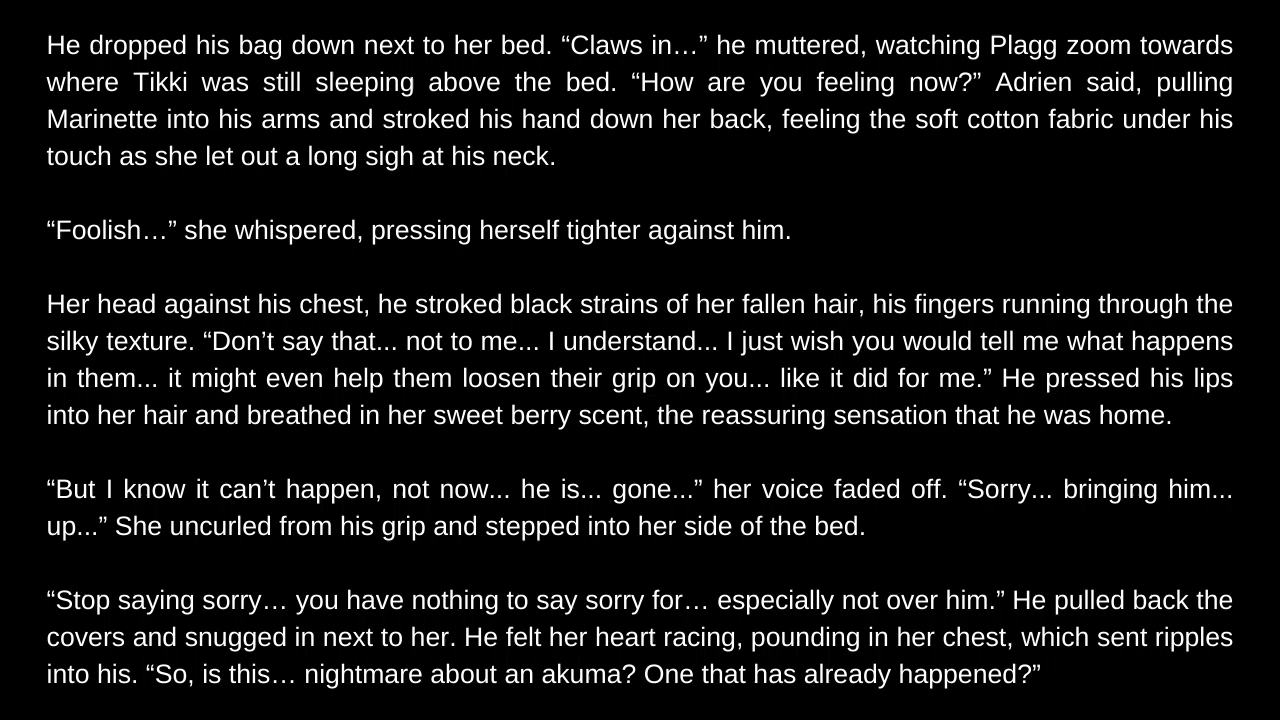 He dropped his bag down next to her bed. “Claws in…” he muttered, watching Plagg zoom towards
where Tikki was still sleeping above the bed. “How are you feeling now?” Adrien said, pulling
Marinette into his arms and stroked his hand down her back, feeling the soft cotton fabric under his
touch as she let out a long sigh at his neck.
“Foolish…” she whispered, pressing herself tighter against him.
Her head against his chest, he stroked black strains of her fallen hair, his fingers running through the
silky texture. “Don’t say that... not to me... I understand... I just wish you would tell me what happens
in them... it might even help them loosen their grip on you... like it did for me.” He pressed his lips
into her hair and breathed in her sweet berry scent, the reassuring sensation that he was home.
“But I know it can’t happen, not now... he is... gone...” her voice faded off. “Sorry... bringing him...
up...” She uncurled from his grip and stepped into her side of the bed.
“Stop saying sorry… you have nothing to say sorry for… especially not over him.” He pulled back the
covers and snugged in next to her. He felt her heart racing, pounding in her chest, which sent ripples
into his. “So, is this… nightmare about an akuma? One that has already happened?”